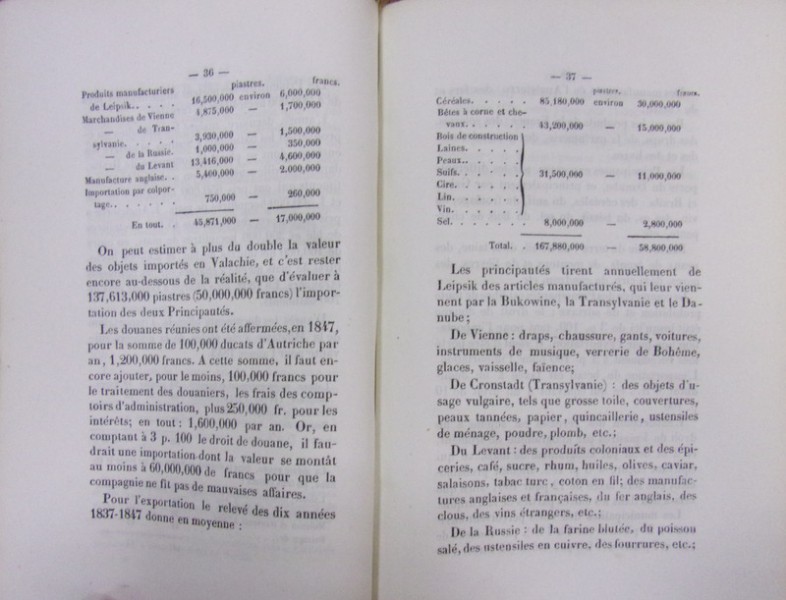 — 36 —
piastres. francs.
Produits manufacturiers
de Leipsik. . . . . 16,500,000 environ 6,000,000
Marchandises de Vienne 4,875,000 — 1,700,000
— de Tran-
sylvanie. . . . . . 3,930,000 — 1,500,000
— de la Russie. 1,000,000 — 350,000
— du Levant 13,416,000 — 4,600,000
Manufacture anglaise. . 5,400,000 — 2,000,000
Importation par colpor-
tage. . . . . . . 750,000 — 260,000
En tout. . 45,871,000 — 17,000,000
On peut estimer à plus du double la valeur
des objets importés en Valachie, et c'est rester
encore au-dessous de la réalité, que d'évaluer à
137,613,000 piastres (50,000,000 francs) l'impor-
tation des deux Principautés.
Les douanes réunies ont été affermées, en 1847,
pour la somme de 100,000 ducats d'Autriche par
an, 1,200,000 francs. A cette somme, il faut en-
core ajouter, pour le moins, 100,000 francs pour
le traitement des douaniers, les frais des comp-
toirs d'administration, plus 250,000 fr. pour les
intérêts; en tout : 1,600,000 par an. Or, en
comptant à 3 p. 100 le droit de douane, il fau-
drait une importation dont la valeur se montât
au moins à 60,000,000 de francs pour que la
compagnie ne fit pas de mauvaises affaires.
Pour l'exportation le relevé des dix années
1837-1847 donne en moyenne :
— 37 —
piastres. francs.
Céréales. . . . . . 85,180,000 environ 30,000,000
Bêtes à corne et che-
vaux. . . . . . . 43,200,000 — 15,000,000
Bois de construction
Laines. . . . . .
Peaux. . . . . .
Suifs. . . . . . . 31,500,000 — 11,000,000
Cire. . . . . . .
Lin. . . . . . .
Vin. . . . . . .
Sel. . . . . . . 8,000,000 — 2,800,000
Total. . 167,880,000 — 58,800,000
Les principautés tirent annuellement de
Leipsik des articles manufacturés, qui leur vien-
nent par la Bukowine, la Transylvanie et le Da-
nube;
De Vienne : draps, chaussure, gants, voitures,
instruments de musique, verrerie de Bohême,
glaces, vaisselle, faïence;
De Cronstadt (Transylvanie) : des objets d'u-
sage vulgaire, tels que grosse toile, couvertures,
peaux tannées, papier, quincaillerie, ustensiles
de ménage, poudre, plomb, etc.;
Du Levant : des produits coloniaux et des épi-
ceries, café, sucre, rhum, huiles, olives, caviar,
salaisons, tabac turc, coton en fil; des manufac-
tures anglaises et françaises, du fer anglais, des
clous, des vins étrangers, etc.;
De la Russie : de la farine blutée, du poisson
salé, des ustensiles en cuivre, des fourrures, etc.;